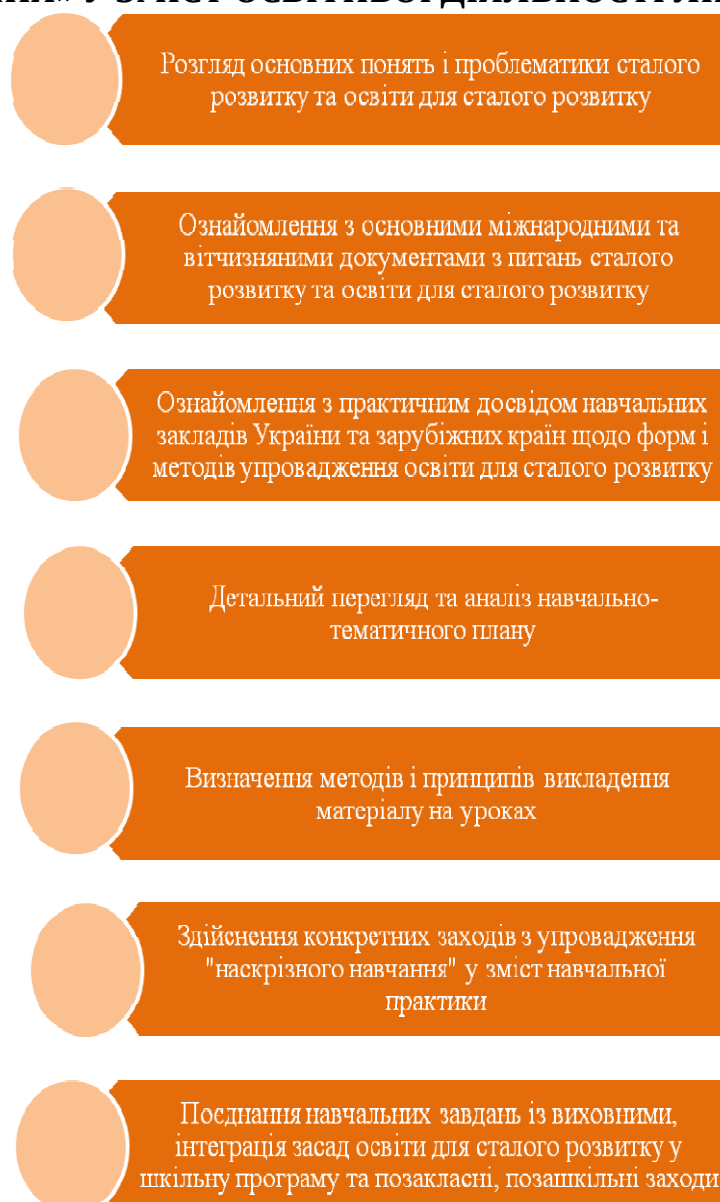 У ЗМІСТ ОСВІТНЬОЇ ДІЯЛЬНОСТІ
Розгляд основних понять і проблематики сталого
розвитку та освіти для сталого розвитку
Ознайомлення з основними міжнародними та
вітчизняними документами з питань сталого
розвитку та освіти для сталого розвитку
Ознайомлення з практичним досвідом навчальних
закладів України та зарубіжних країн щодо форм і
методів упровадження освіти для сталого розвитку
Детальний перегляд та аналіз навчально-
тематичного плану
Визначення методів і принципів викладення
матеріалу на уроках
Здійснення конкретних заходів з упровадження
"наскрізного навчання" у зміст навчальної
практики
Поєднання навчальних завдань із виховними,
інтеграція засад освіти для сталого розвитку у
шкільну програму та позакласні, позашкільні заходи